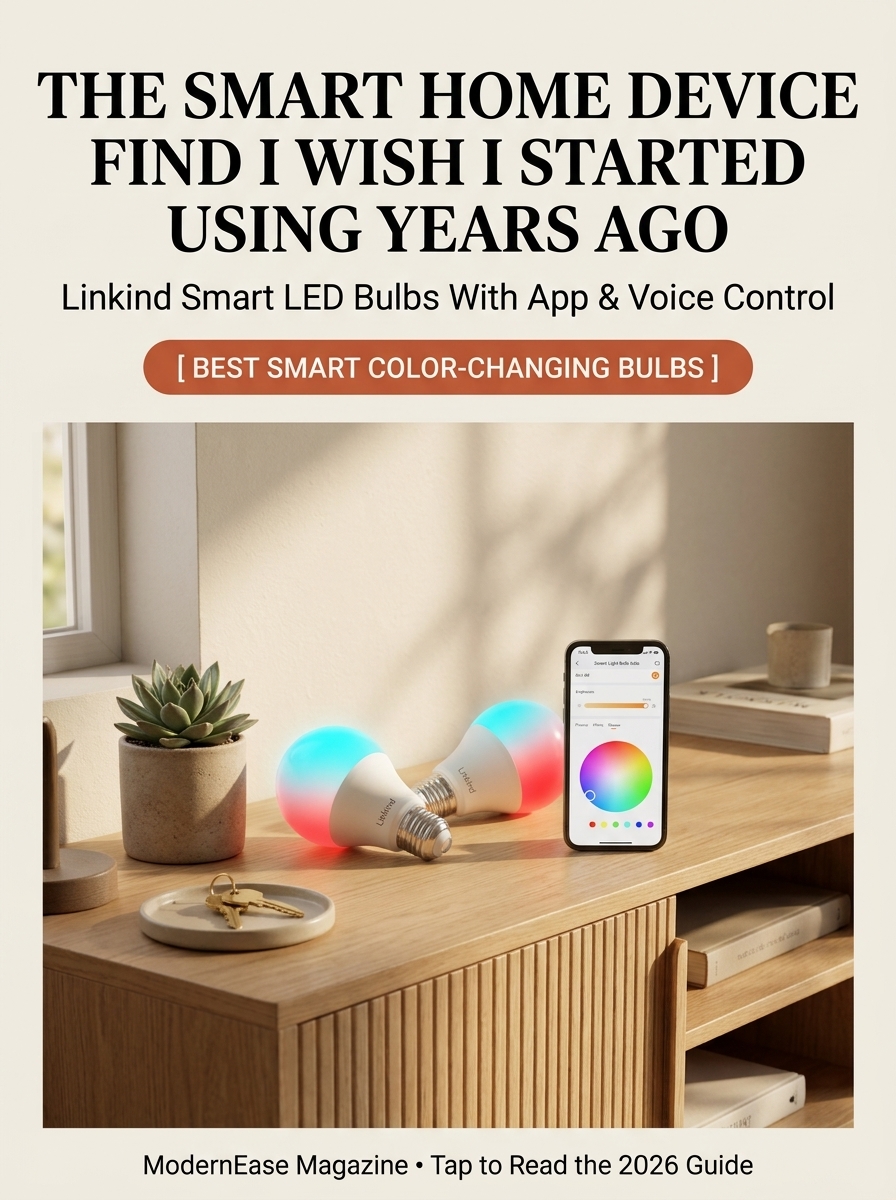 THE SMART HOME DEVICE
FIND I WISH I STARTED
USING YEARS AGO
Linkind Smart LED Bulbs With App & Voice Control
[ BEST SMART COLOR-CHANGING BULBS ]
Linkind
Linkind
ModernEase Magazine • Tap to Read the 2026 Guide